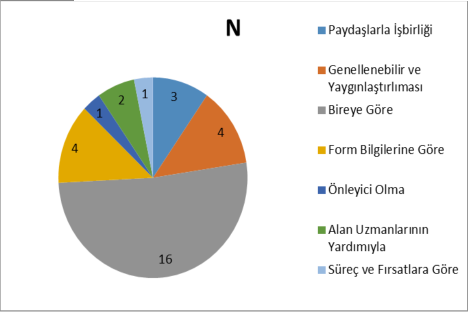 N
3
4
16
4
1
2
1
Paydaşlarla İşbirliği
Genellenebilir ve
Yaygınlaştırlıması
Bireye Göre
Form Bilgilerine Göre
Önleyici Olma
Alan Uzmanlarının
Yardımıyla
Süreç ve Fırsatlara Göre